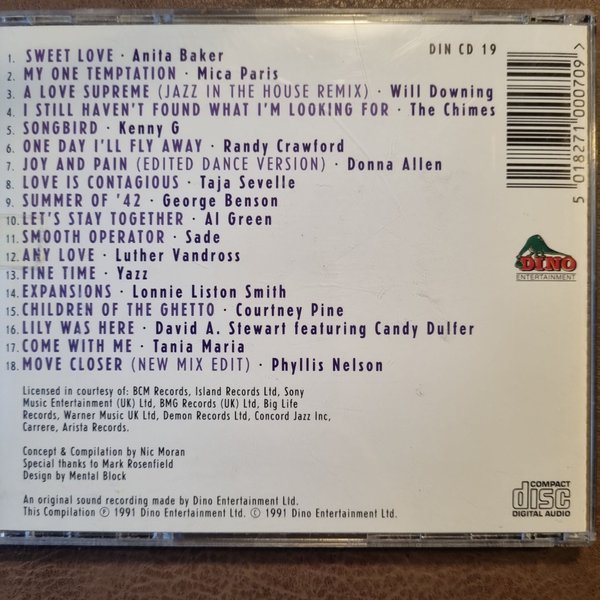 DIN CD 19
1. SWEET LOVE · Anita Baker
2. MY ONE TEMPTATION · Mica Paris
3. A LOVE SUPREME (JAZZ IN THE HOUSE REMIX) · Will Downing
4. I STILL HAVEN'T FOUND WHAT I'M LOOKING FOR · The Chimes
5. SONGBIRD · Kenny G
6. ONE DAY I'LL FLY AWAY · Randy Crawford
7. JOY AND PAIN (EDITED DANCE VERSION) · Donna Allen
8. LOVE IS CONTAGIOUS · Taja Sevelle
9. SUMMER OF '42 · George Benson
10. LET'S STAY TOGETHER · Al Green
11. SMOOTH OPERATOR · Sade
12. ANY LOVE · Luther Vandross
13. FINE TIME · Yazz
14. EXPANSIONS · Lonnie Liston Smith
15. CHILDREN OF THE GHETTO · Courtney Pine
16. LILY WAS HERE · David A. Stewart featuring Candy Dulfer
17. COME WITH ME · Tania Maria
18. MOVE CLOSER (NEW MIX EDIT) · Phyllis Nelson
5 018271 000709 >
DINO
ENTERTAINMENT
Licensed in courtesy of: BCM Records, Island Records Ltd, Sony
Music Entertainment (UK) Ltd, BMG Records (UK) Ltd, Big Life
Records, Warner Music UK Ltd, Demon Records Ltd, Concord Jazz Inc,
Carrere, Arista Records.
Concept & Compilation by Nic Moran
Special thanks to Mark Rosenfield
Design by Mental Block
An original sound recording made by Dino Entertainment Ltd.
This Compilation ℗ 1991 Dino Entertainment Ltd. © 1991 Dino Entertainment Ltd.
COMPACT
disc
DIGITAL AUDIO